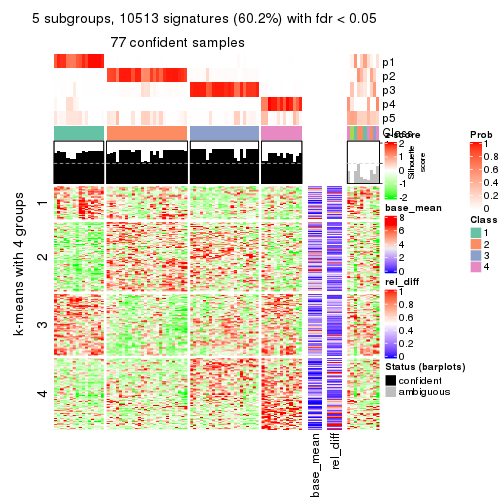 5 subgroups, 10513 signatures (60.2%) with fdr < 0.05
77 confident samples
p1
p2
p3
p4
p5
Class
z-score
2
1
0
-1
-2
Silhouette
score
Prob
1
0.8
0.6
0.4
0.2
0
Class
1
2
3
4
base_mean
8
6
4
2
0
rel_diff
1
0.8
0.6
0.4
0.2
0
Status (barplots)
confident
ambiguous
k-means with 4 groups
1
2
3
4
base_mean
rel_diff